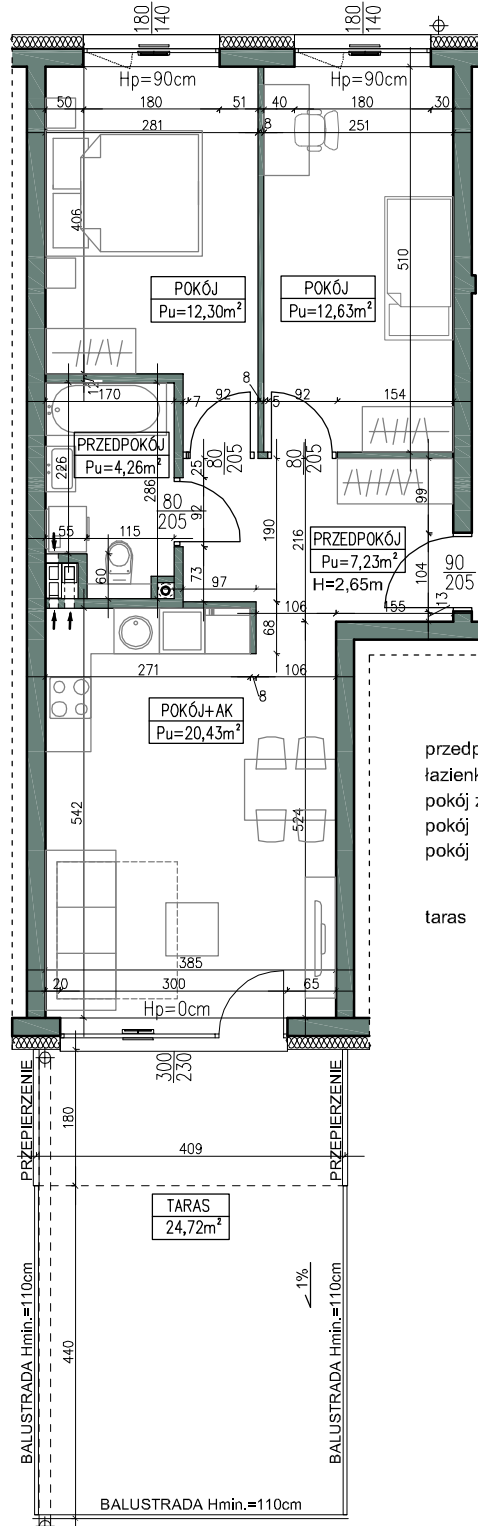 180
140
180
140
Hp=90cm
Hp=90cm
50
180
51
40
180
30
281
8
251
406
510
POKÓJ
Pu=12,30m²
POKÓJ
Pu=12,63m²
8
12
170
7
92
5
92
154
PRZEDPOKÓJ
Pu=4,26m²
226
286
80
205
80
205
80
205
25
92
190
216
99
55
115
PRZEDPOKÓJ
Pu=7,23m²
H=2,65m
90
205
104
60
73
97
106
155
13
68
271
106
8
POKÓJ+AK
Pu=20,43m²
542
524
przedp
łazienk
pokój z
pokój
pokój
taras
385
20
300
65
Hp=0cm
300
230
PRZEPIERZENIE
PRZEPIERZENIE
180
409
TARAS
24,72m²
1%
440
BALUSTRADA Hmin.=110cm
BALUSTRADA Hmin.=110cm
BALUSTRADA Hmin.=110cm